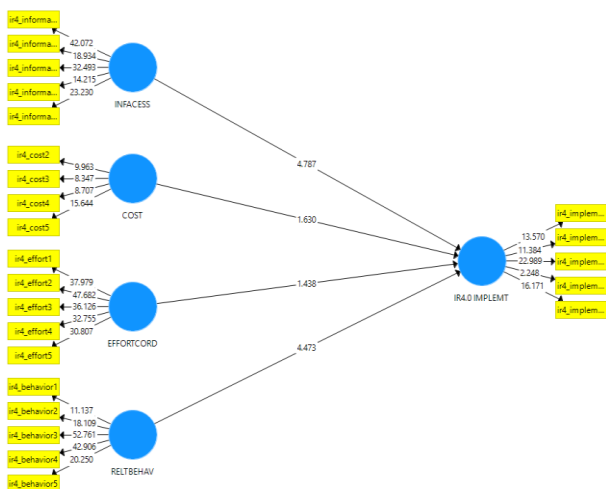 ir4_informa...
ir4_informa...
ir4_informa...
ir4_informa...
ir4_informa...
42.072
18.934
32.493
14.215
23.230
INFACESS
ir4_cost2
ir4_cost3
ir4_cost4
ir4_cost5
9.963
8.347
8.707
15.644
COST
ir4_effort1
ir4_effort2
ir4_effort3
ir4_effort4
ir4_effort5
37.979
47.682
36.126
32.755
30.807
EFFORTCORD
ir4_behavior1
ir4_behavior2
ir4_behavior3
ir4_behavior4
ir4_behavior5
11.137
18.109
52.761
42.906
20.250
RELTBEHAV
4.787
1.630
1.438
4.473
IR4.0 IMPLEMT
13.570
11.384
22.989
2.248
16.171
ir4_implem...
ir4_implem...
ir4_implem...
ir4_implem...
ir4_implem...